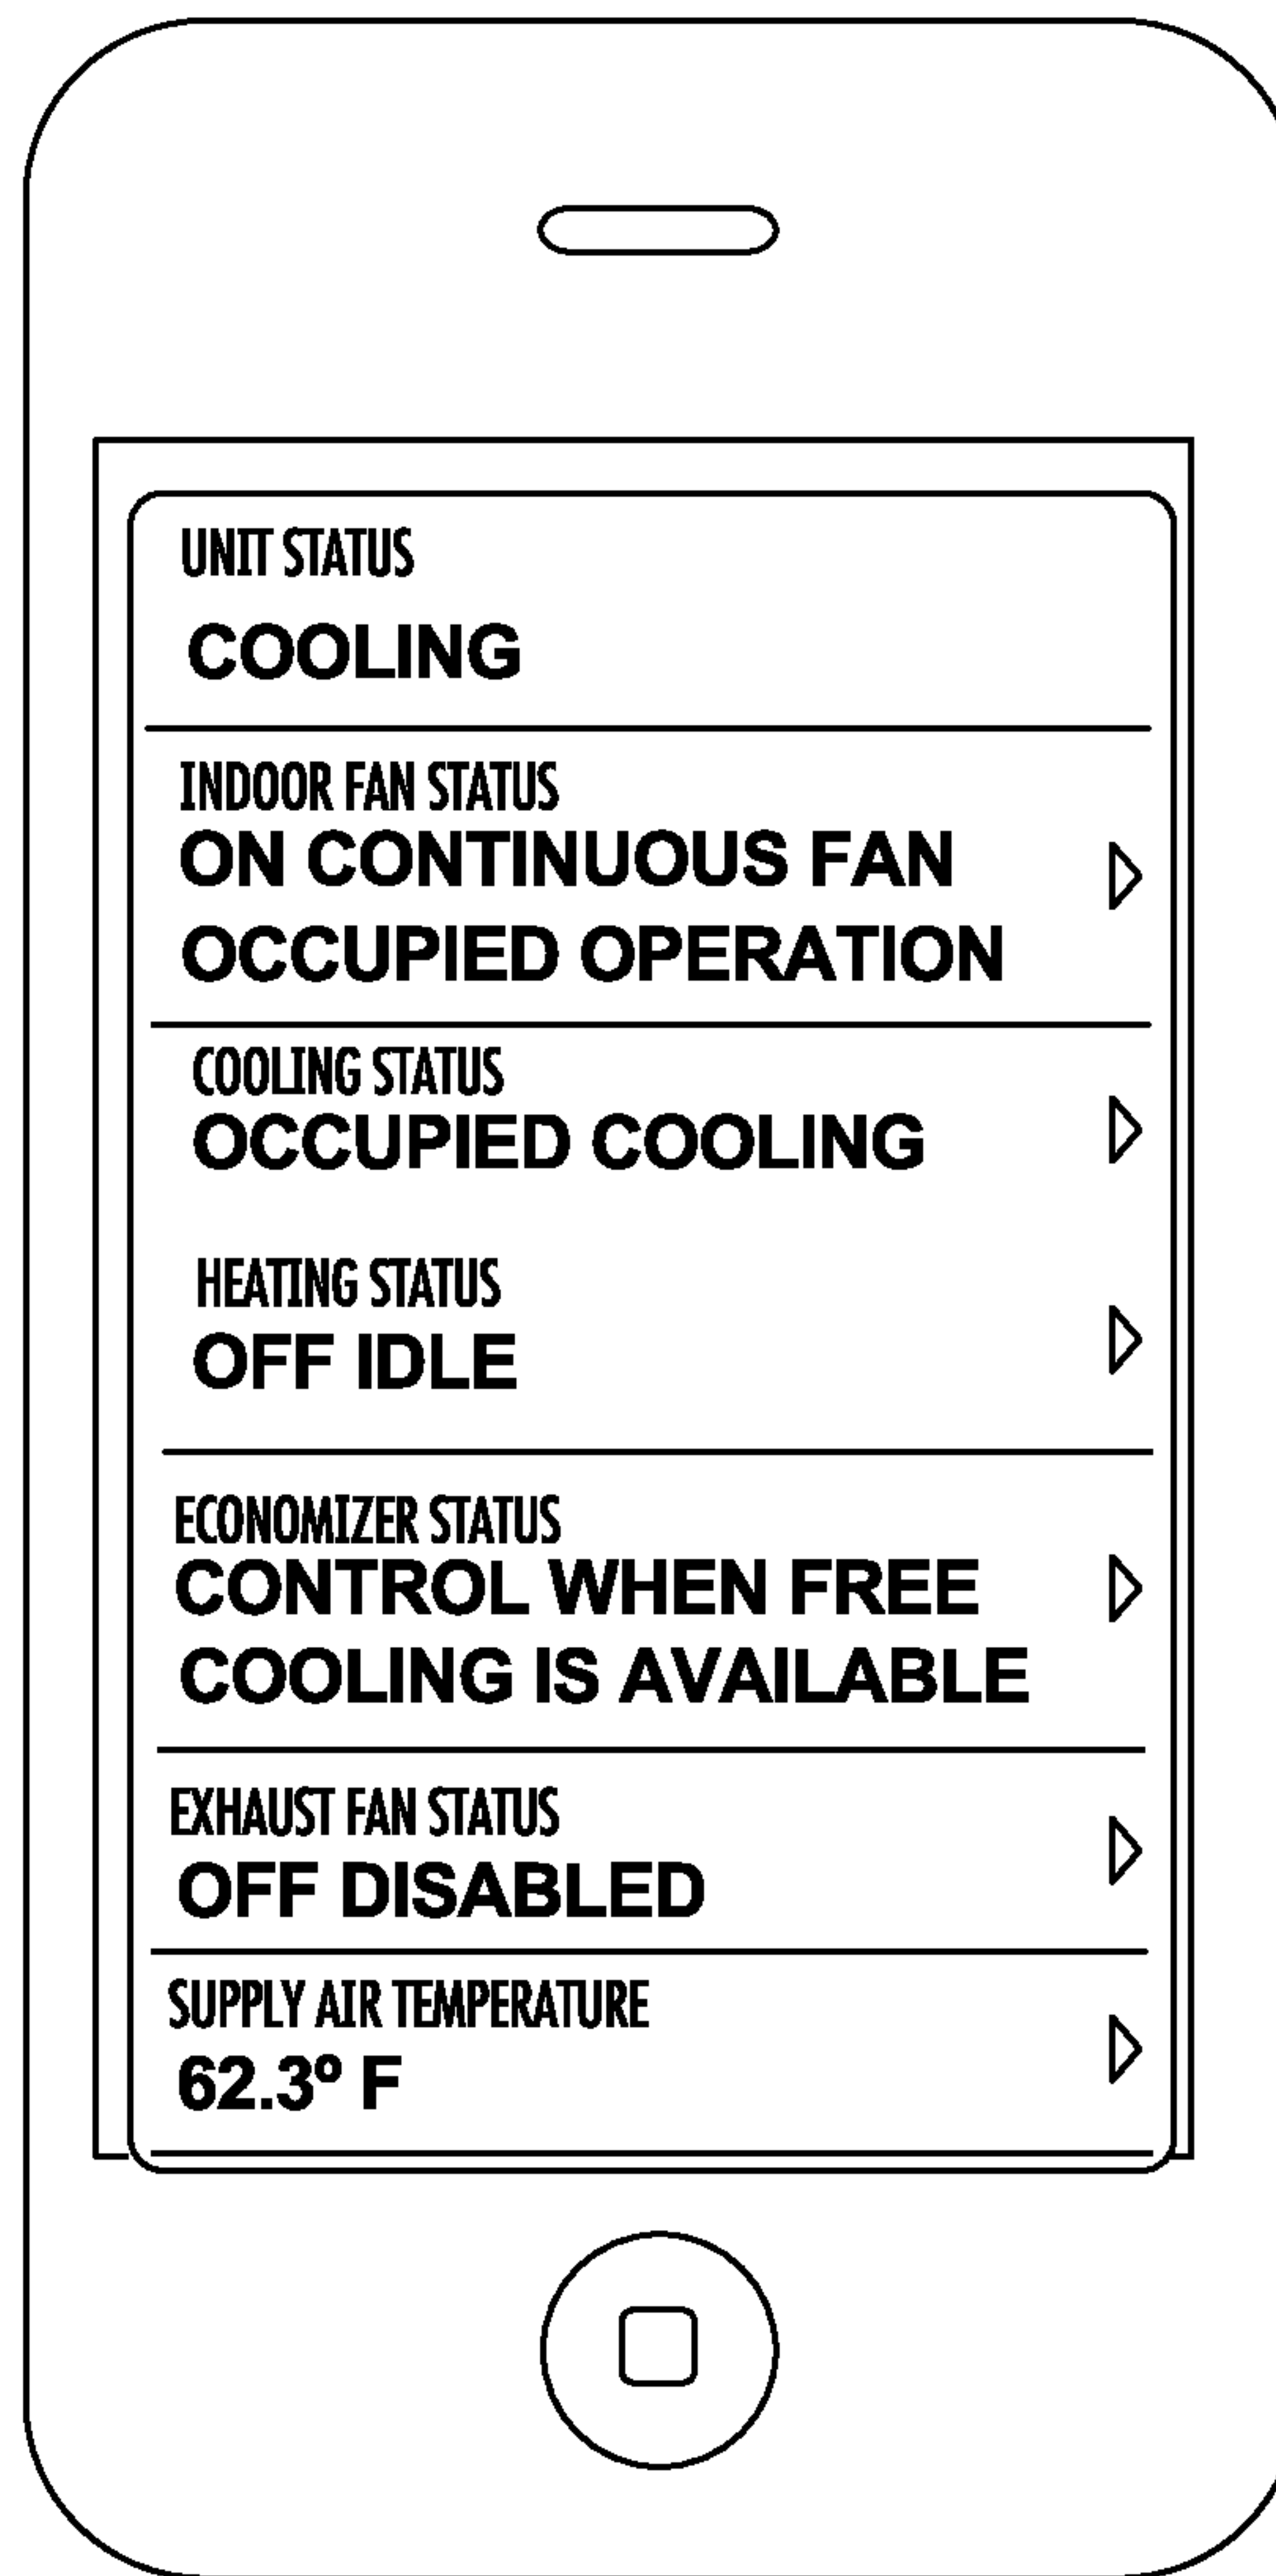 UNIT STATUS
COOLING
INDOOR FAN STATUS
ON CONTINUOUS FAN
OCCUPIED OPERATION
COOLING STATUS
OCCUPIED COOLING
HEATING STATUS
OFF IDLE
ECONOMIZER STATUS
CONTROL WHEN FREE
COOLING IS AVAILABLE
EXHAUST FAN STATUS
OFF DISABLED
SUPPLY AIR TEMPERATURE
62.3º F